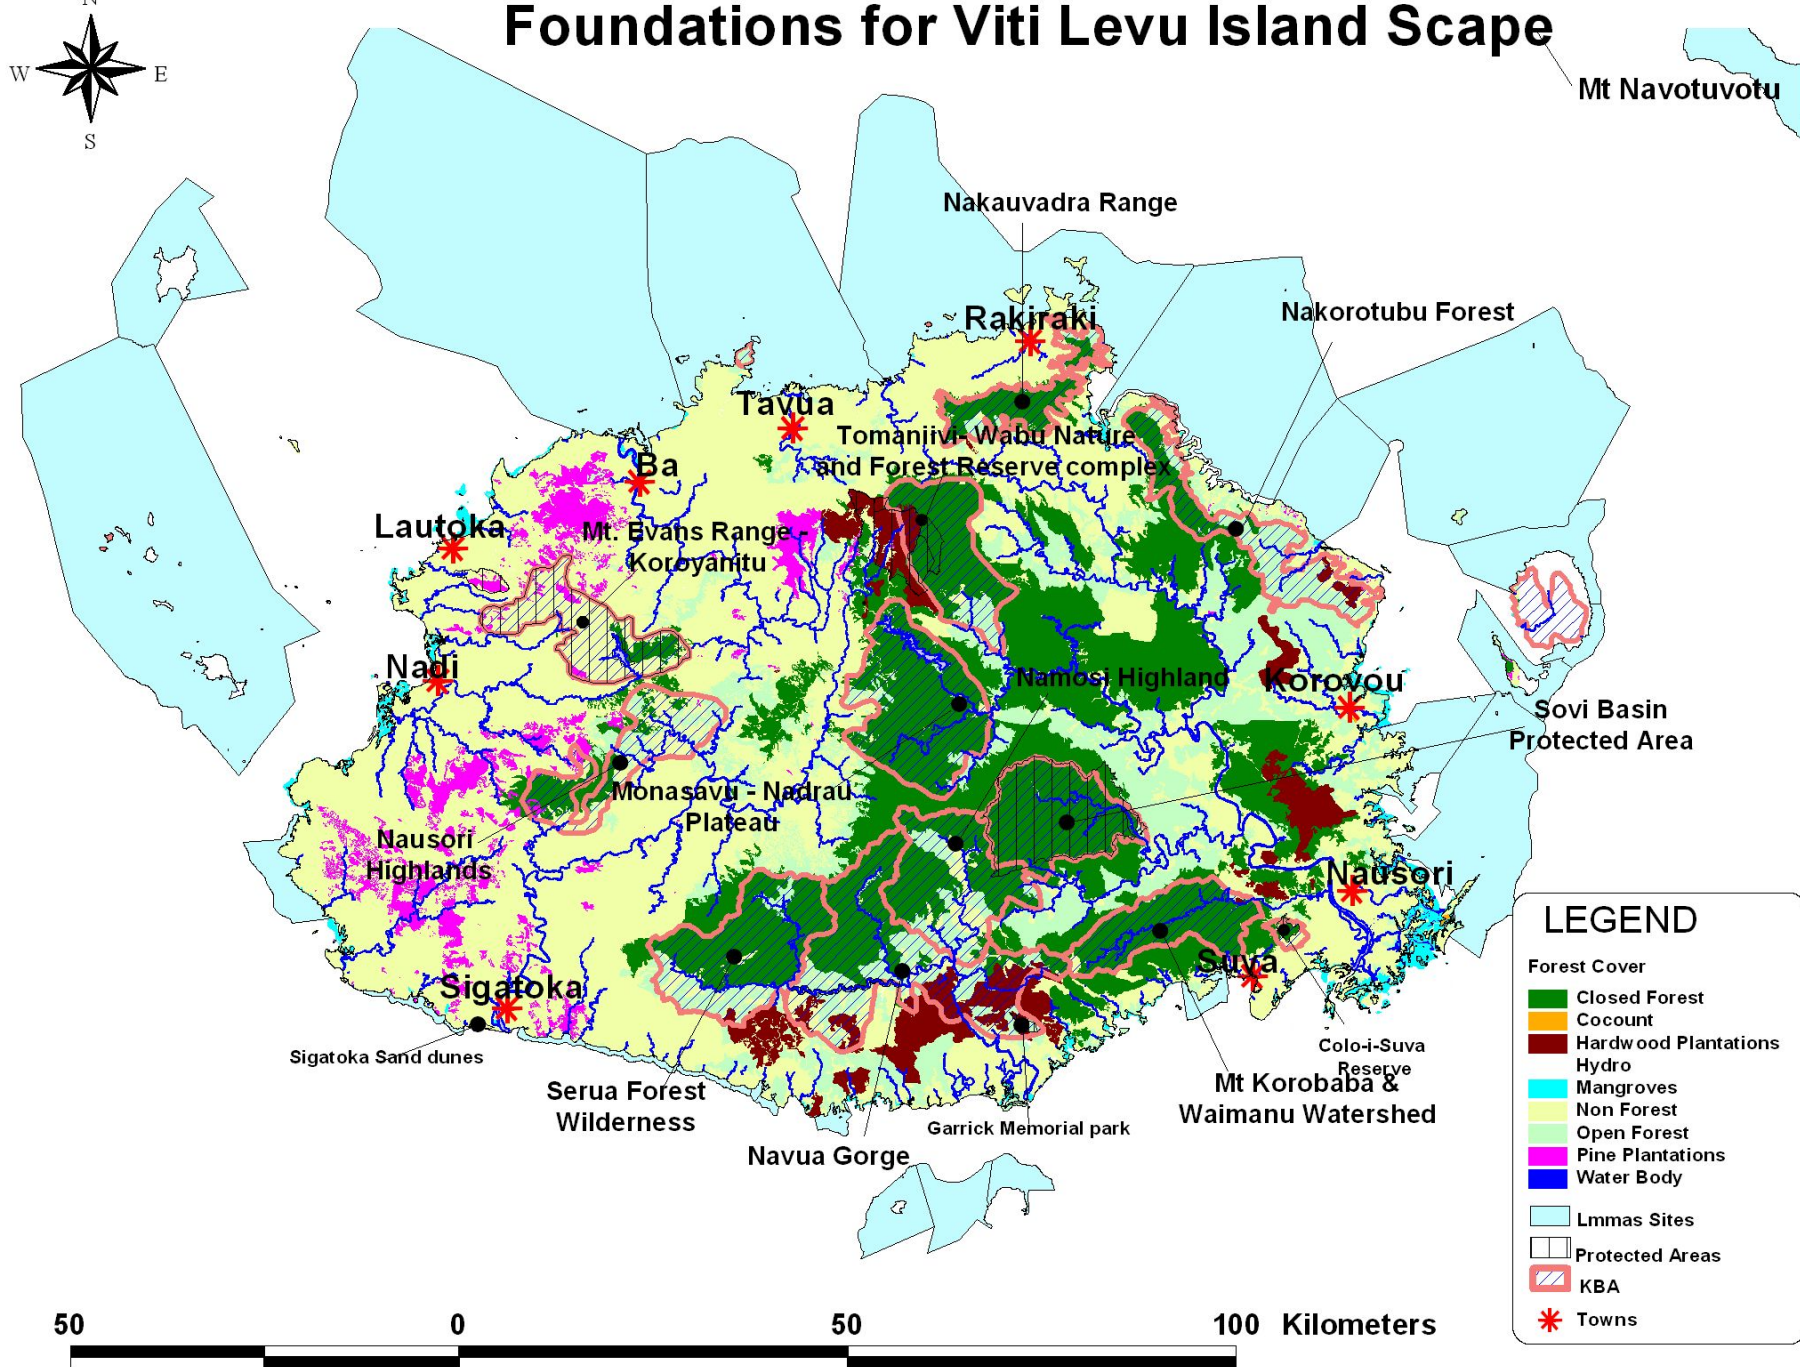 Foundations for Viti Levu Island Scape
N
W
E
S
Mt Navotuvotu
Nakauvadra Range
Nakorotubu Forest
Rakiraki
Tavua
Tomaniivi- Wabu Nature
and Forest Reserve complex
Ba
Lautoka
Mt. Evans Range -
Koroyanitu
Nadi
Namosi Highland
Korovou
Sovi Basin
Protected Area
Monasavu - Nadrau
Plateau
Nausori
Highlands
Nausori
Suva
Sigatoka
Sigatoka Sand dunes
Serua Forest
Wilderness
Navua Gorge
Garrick Memorial park
Colo-i-Suva
Reserve
Mt Korobaba &
Waimanu Watershed
LEGEND
Forest Cover
Closed Forest
Cocount
Hardwood Plantations
Hydro
Mangroves
Non Forest
Open Forest
Pine Plantations
Water Body
Lmmas Sites
Protected Areas
KBA
Towns
50 0 50 100 Kilometers